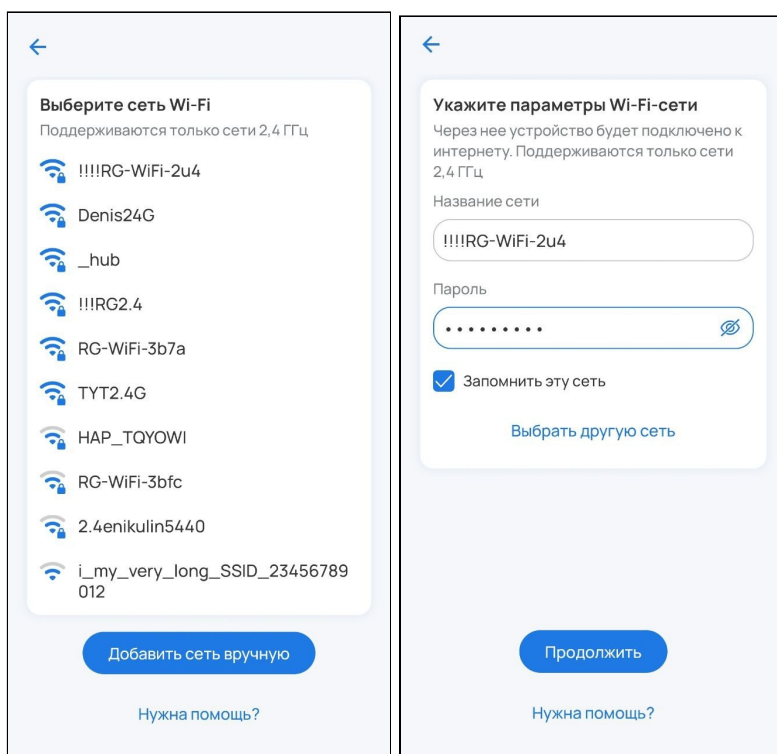 Выберите сеть Wi-Fi
Поддерживаются только сети 2,4 ГГц
!!!!RG-WiFi-2u4
Denis24G
_hub
!!!RG2.4
RG-WiFi-3b7a
TYT2.4G
HAP_TQYOWI
RG-WiFi-3bfc
2.4enikulin5440
i_my_very_long_SSID_23456789
012
Добавить сеть вручную
Нужна помощь?
Укажите параметры Wi-Fi-сети
Через нее устройство будет подключено к
интернету. Поддерживаются только сети
2,4 ГГц
Название сети
!!!!RG-WiFi-2u4
Пароль
•••••••••
Запомнить эту сеть
Выбрать другую сеть
Продолжить
Нужна помощь?